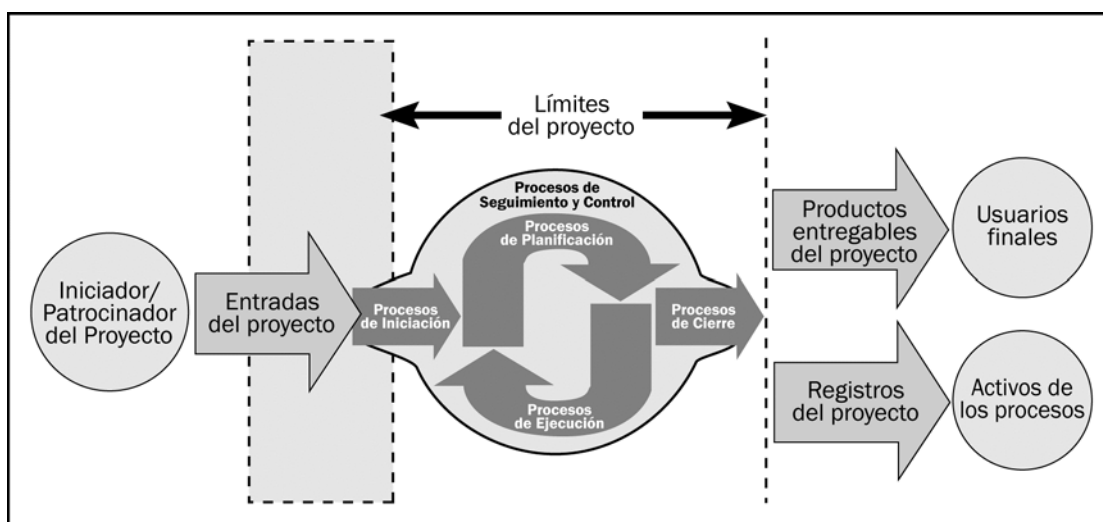 Límites
del proyecto
Procesos de
Seguimiento y Control
Procesos
de Planificación
Iniciador/
Patrocinador
del Proyecto
Entradas
del proyecto
Procesos
de Iniciación
Procesos
de Cierre
Procesos
de Ejecución
Productos
entregables
del proyecto
Usuarios
finales
Registros
del proyecto
Activos de
los procesos